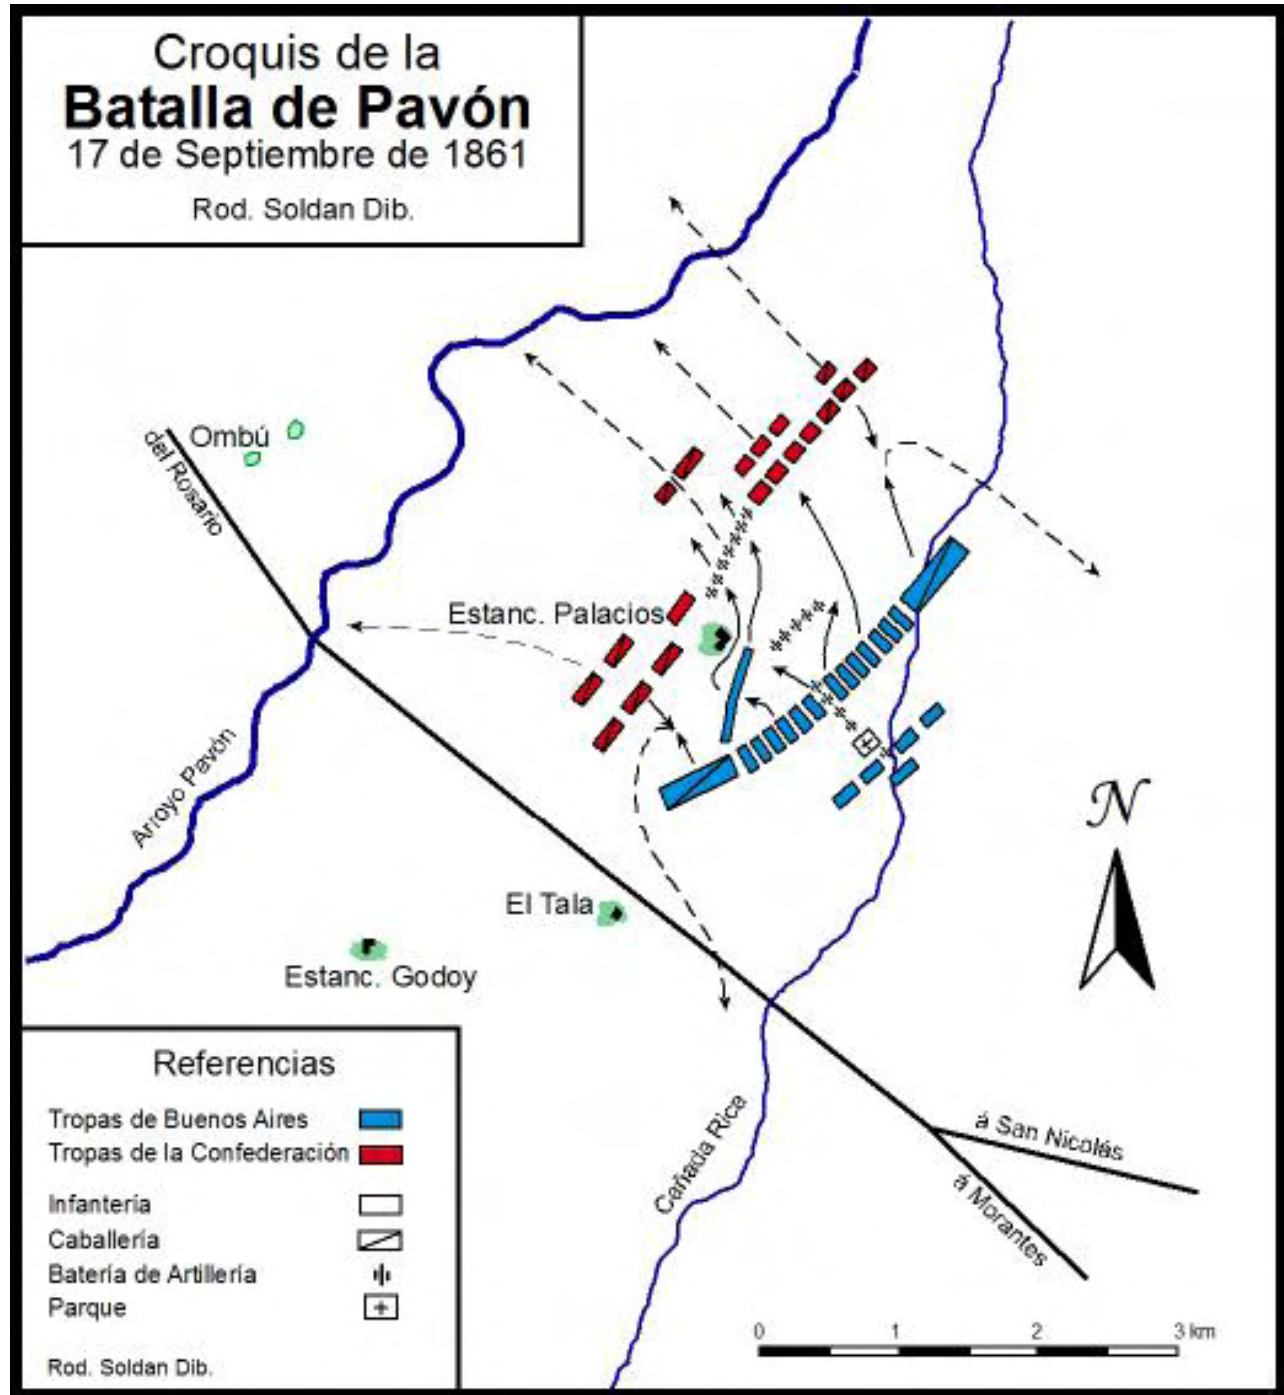 Croquis de la
Batalla de Pavón
17 de Septiembre de 1861
Rod. Soldan Dib.
Ombú
del Rosario
Estanc. Palacios
Arroyo Pavón
El Tala
Estanc. Godoy
N
Cañada Rica
á San Nicolás
á Morantes
Referencias
Tropas de Buenos Aires
Tropas de la Confederación
Infantería
Caballería
Batería de Artillería
Parque
Rod. Soldan Dib.
0 1 2 3 km